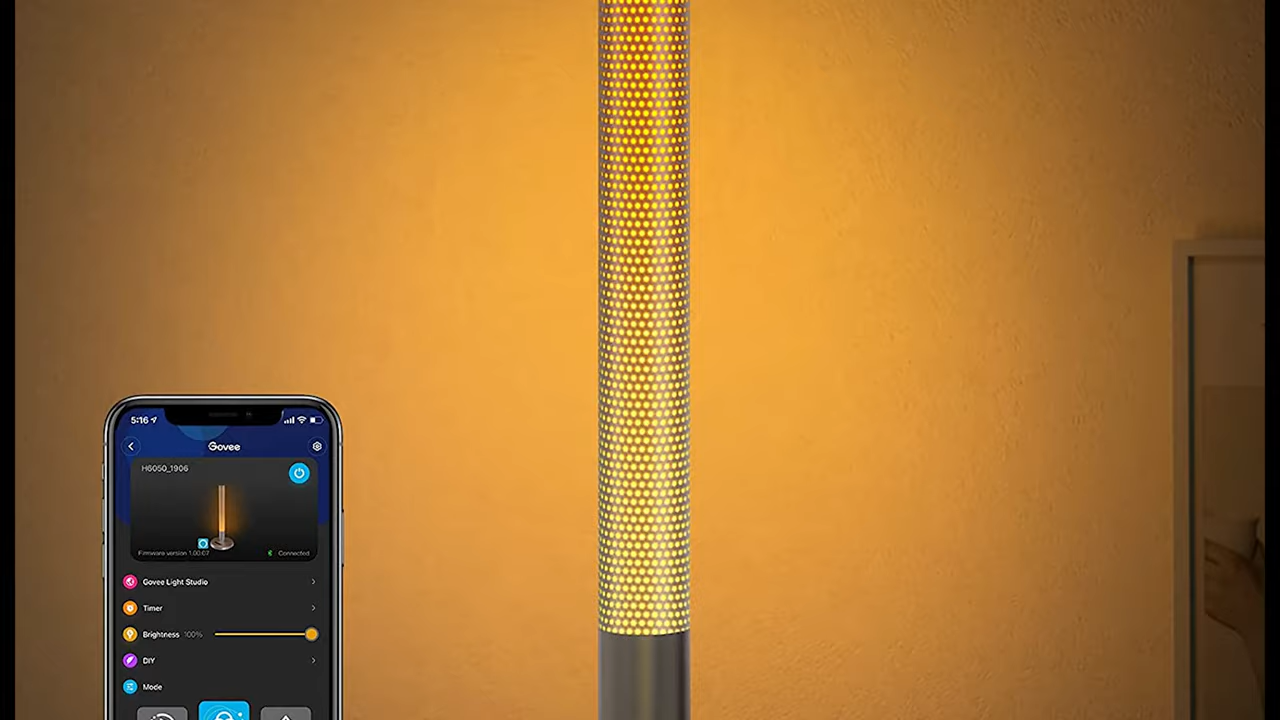 5:16
Govee
H6050_1906
Firmware version 1.00.07
Connected
Govee Light Studio
Timer
Brightness 100%
DIY
Mode